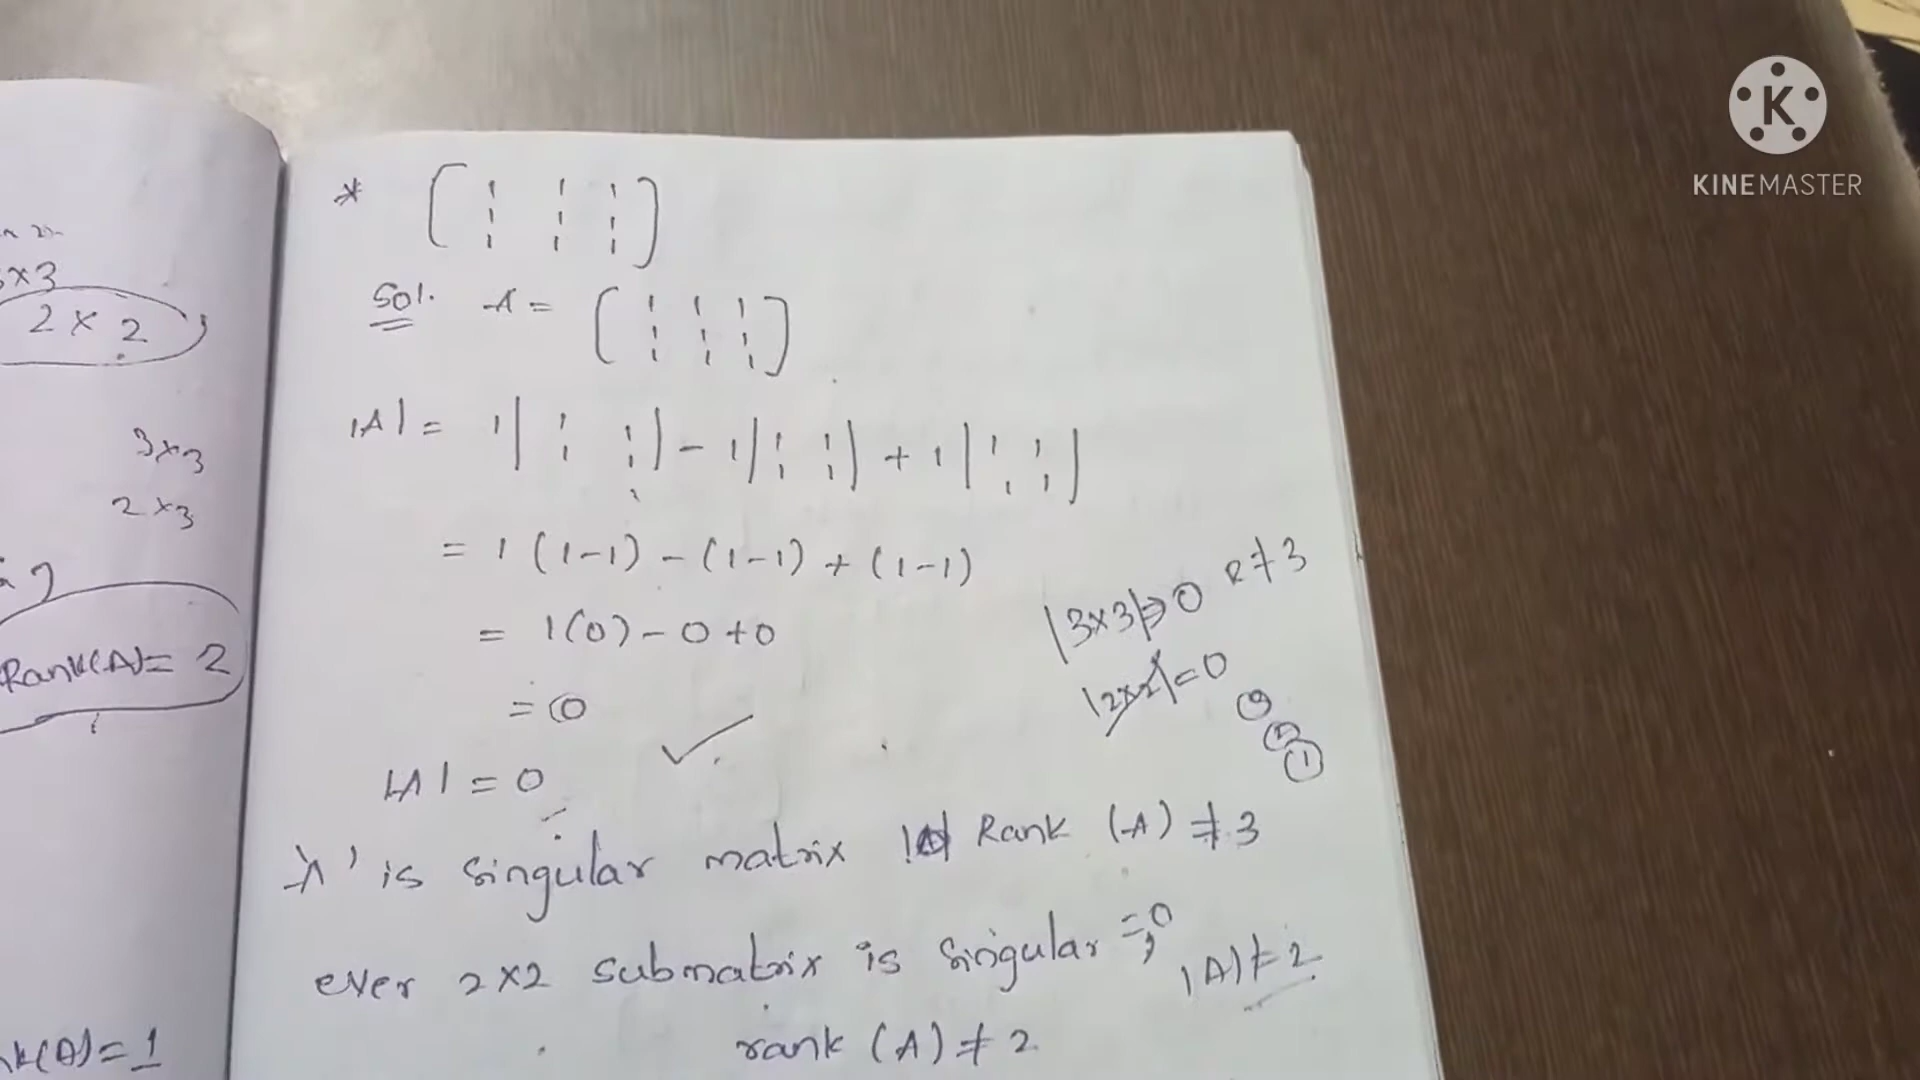 3×3
2 × 2
3×3
2×3
Rank(A)= 2
k(A)=1
* [ 1 1 1
1 1 1
1 1 1 ]
Sol. A = [ 1 1 1
1 1 1
1 1 1 ]
|A| = 1 | 1 1 | - 1 | 1 1 | + 1 | 1 1 |
1 1 1 1 1 1
= 1 (1-1) - (1-1) + (1-1)
= 1(0) - 0 + 0
= 0
|A| = 0
|3×3| 0 R≠3
|2×2| = 0
1
'A' is singular matrix Rank (A) ≠ 3
ever 2×2 submatrix is singular =0,
|A| ≠ 2
rank (A) ≠ 2
K
KINEMASTER